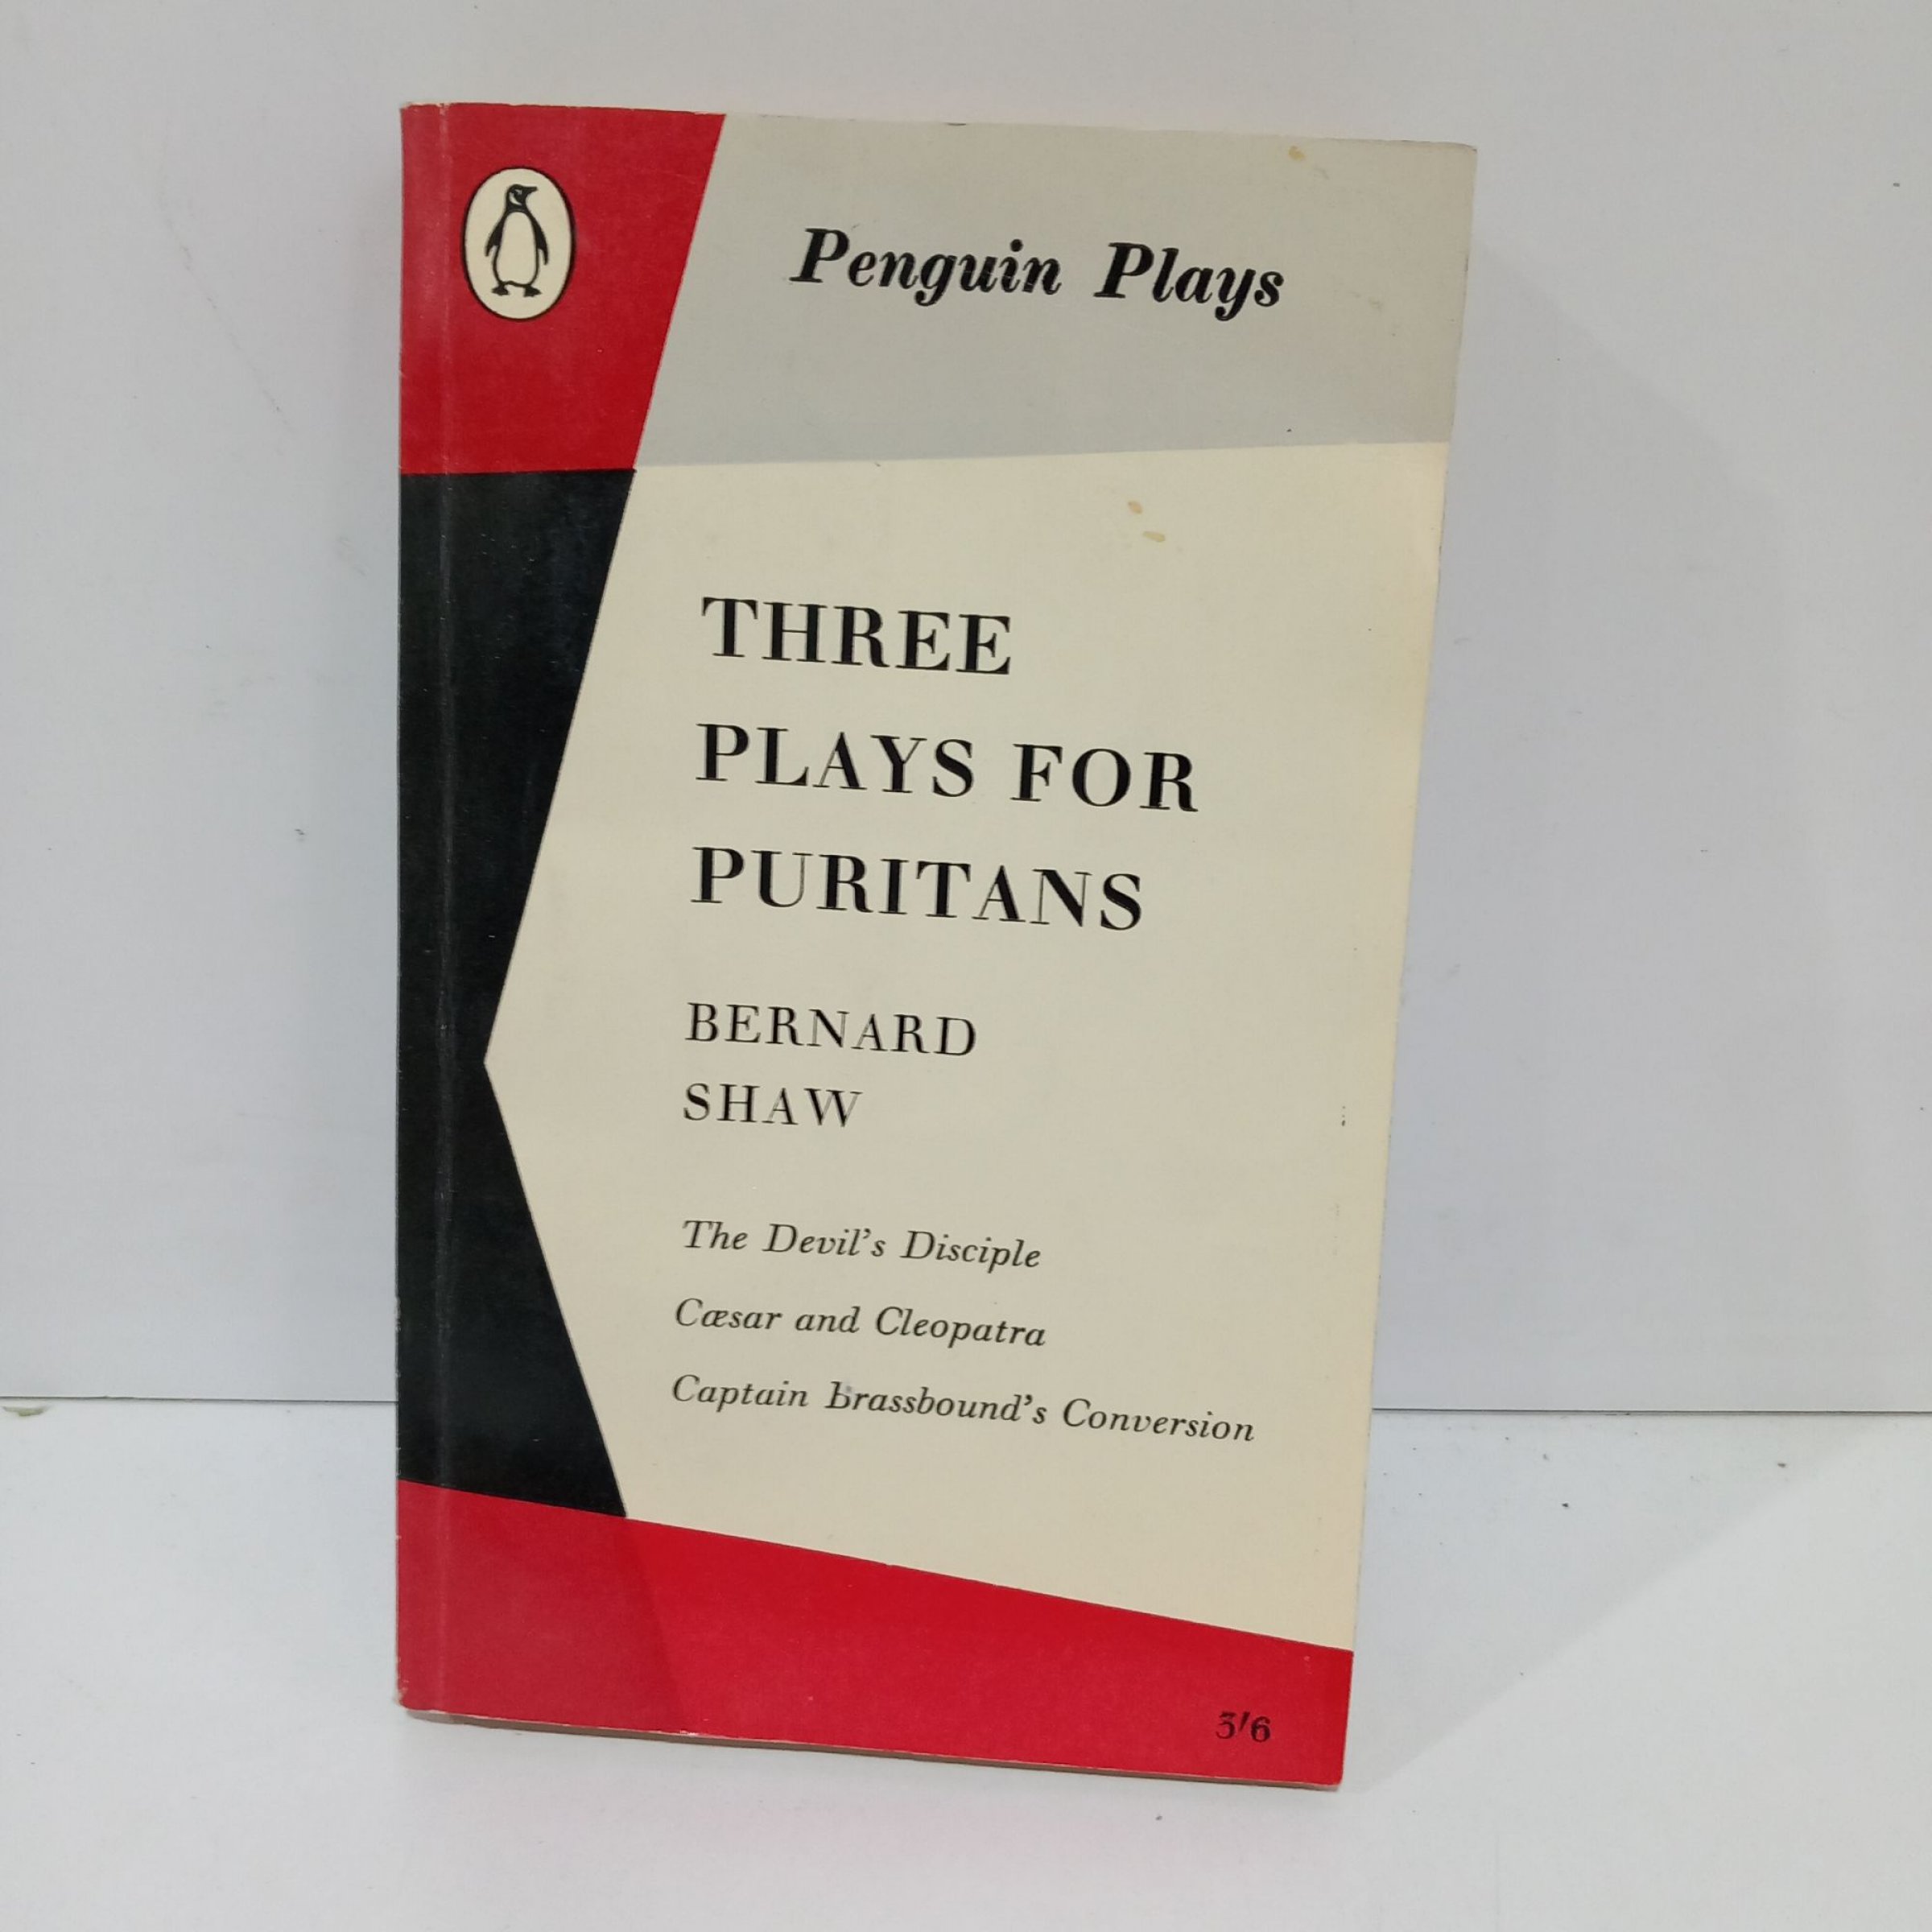 Penguin Plays
THREE
PLAYS FOR
PURITANS
BERNARD
SHAW
The Devil's Disciple
Cæsar and Cleopatra
Captain Brassbound's Conversion
3/6